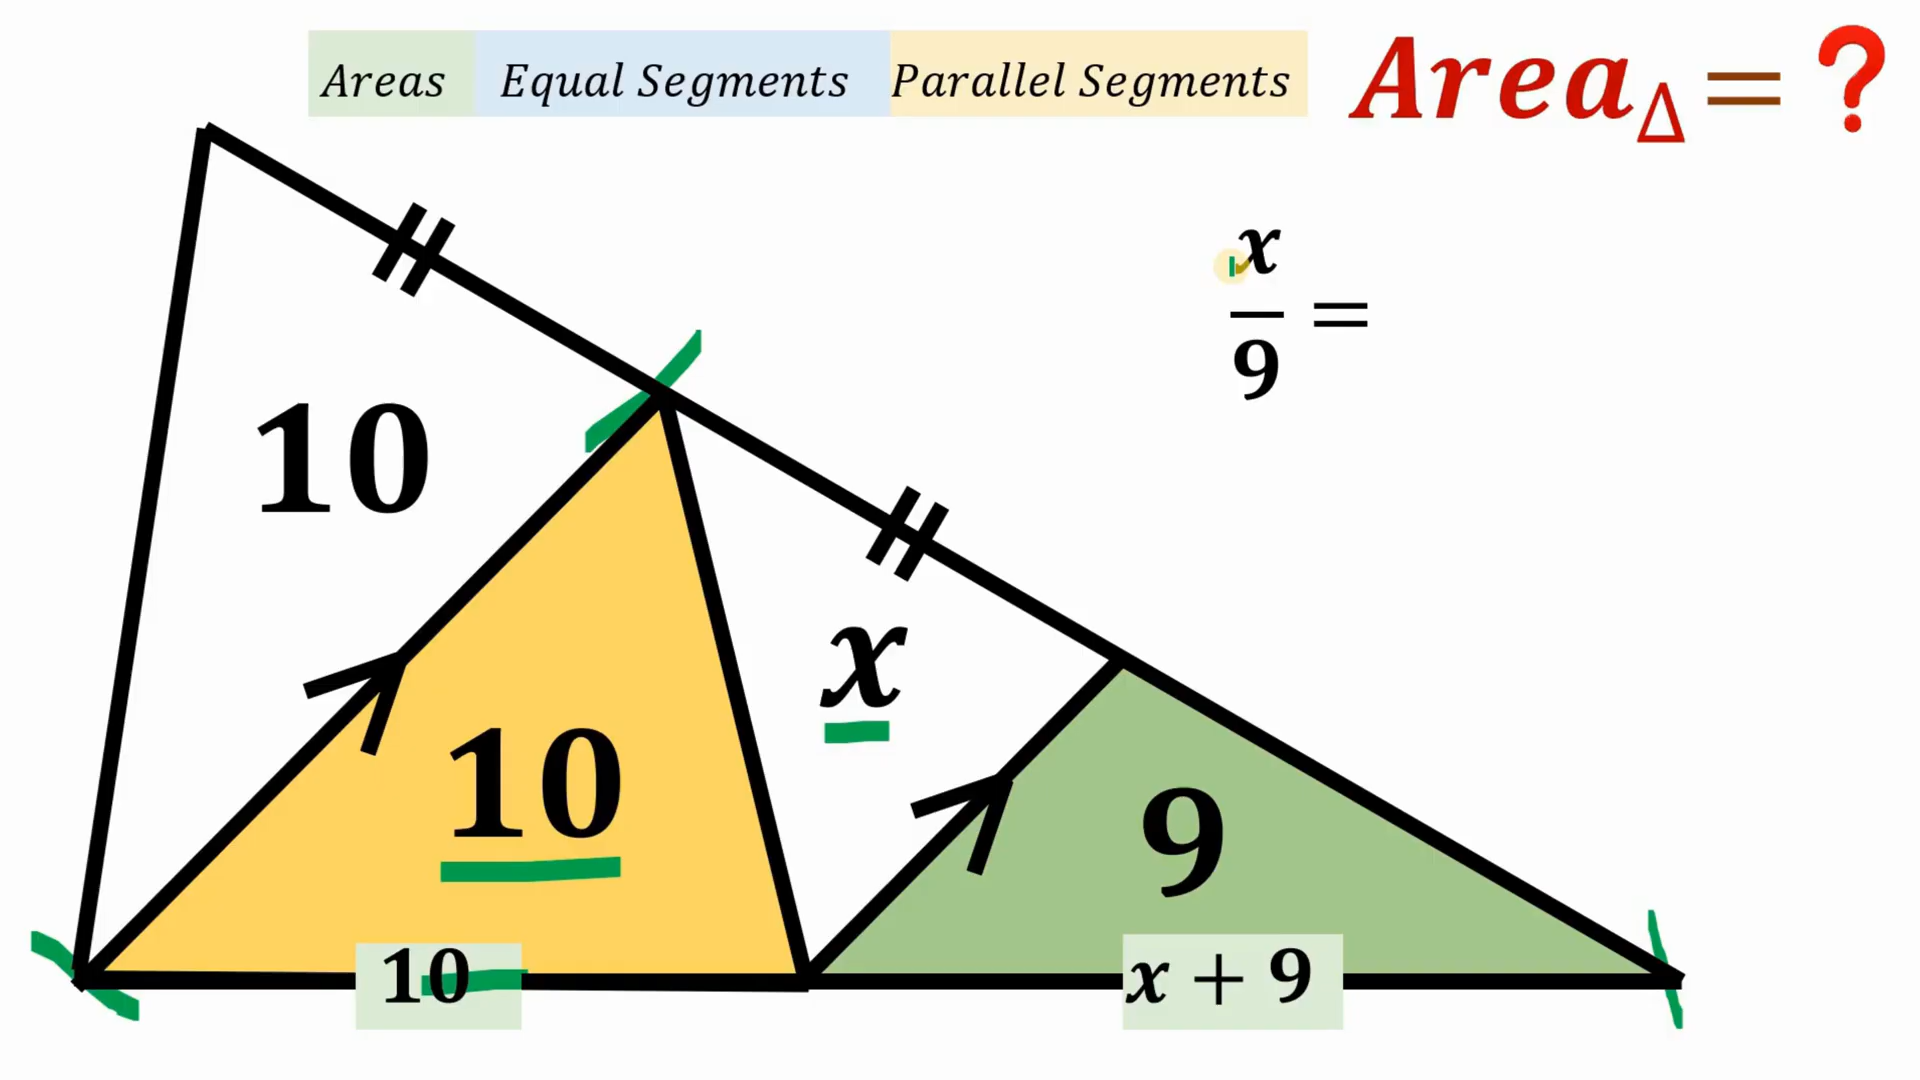 Areas Equal Segments Parallel Segments
Area△ = ?
x/9 =
10
x
10
9
10
x + 9